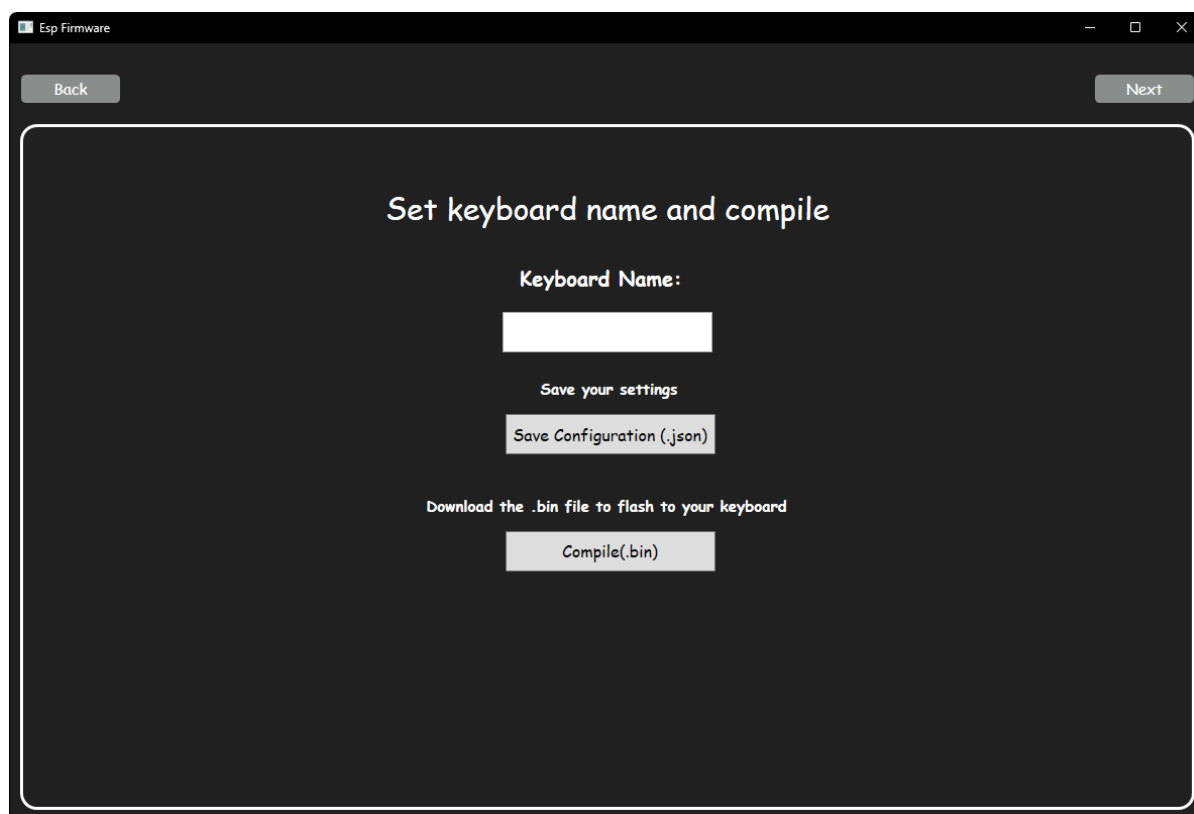 Esp Firmware
Back
Next
Set keyboard name and compile
Keyboard Name:
Save your settings
Save Configuration (.json)
Download the .bin file to flash to your keyboard
Compile(.bin)